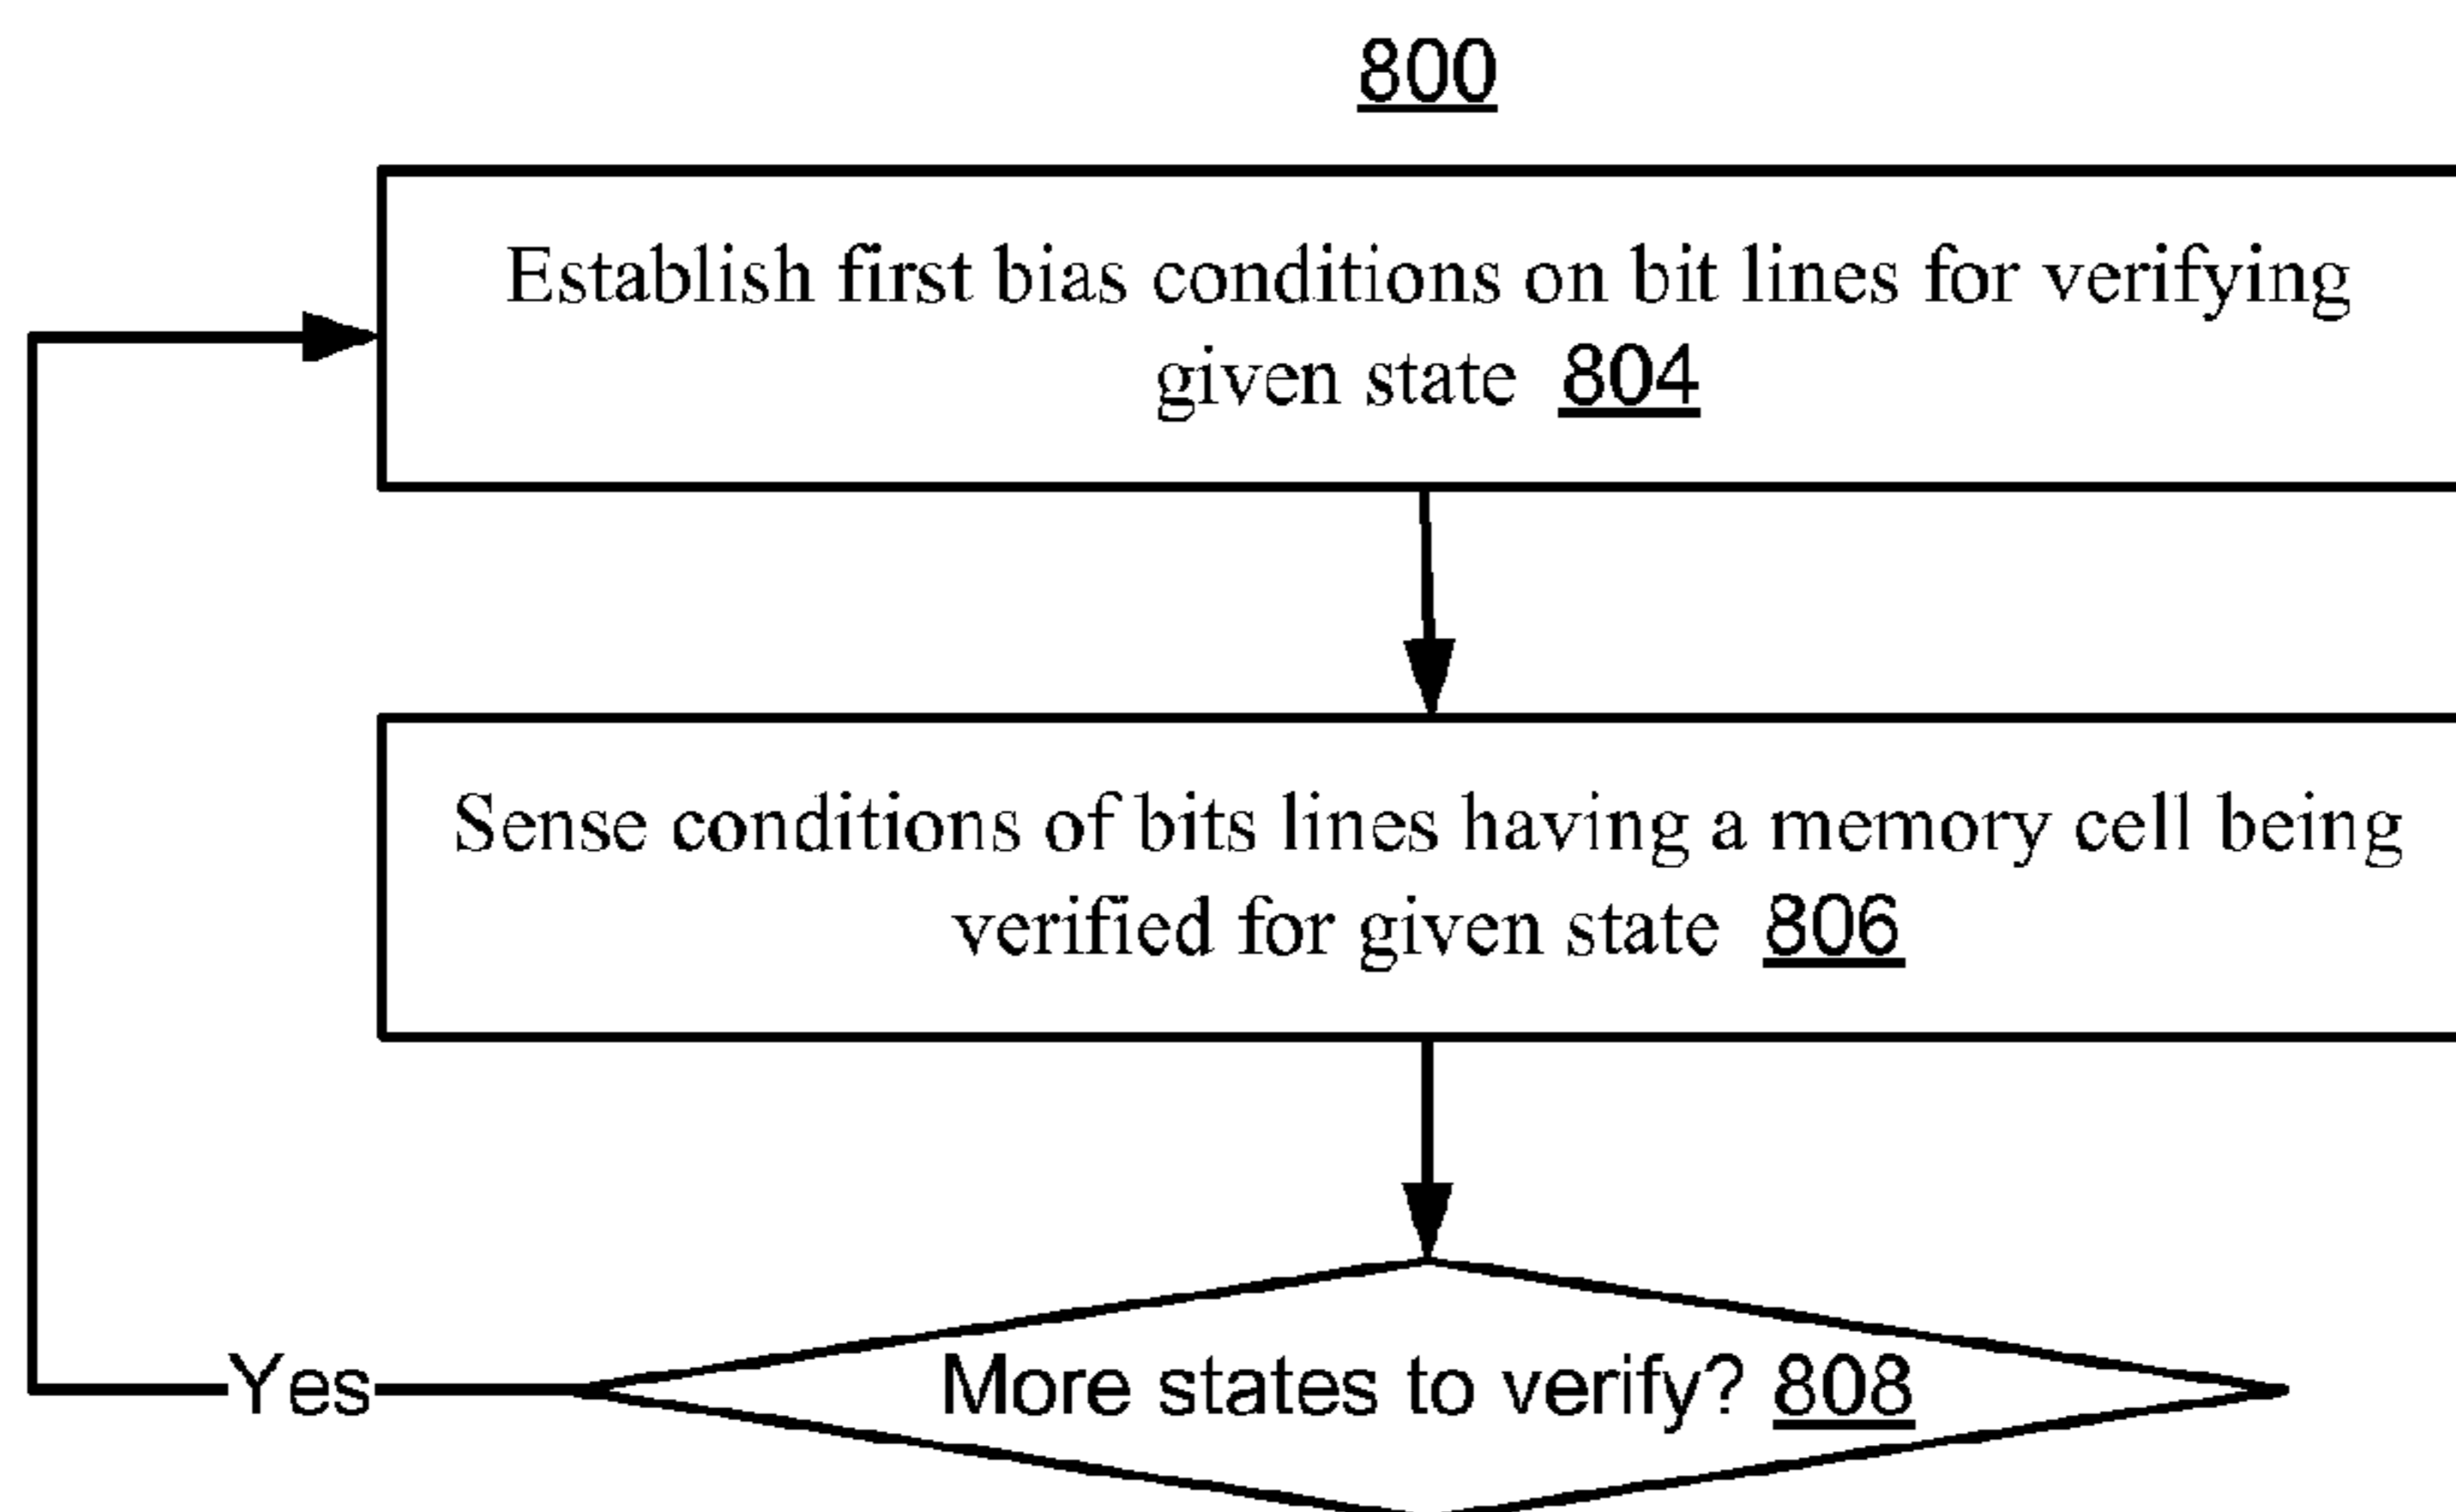 800
Establish first bias conditions on bit lines for verifying
given state 804
Sense conditions of bits lines having a memory cell being
verified for given state 806
More states to verify? 808
Yes